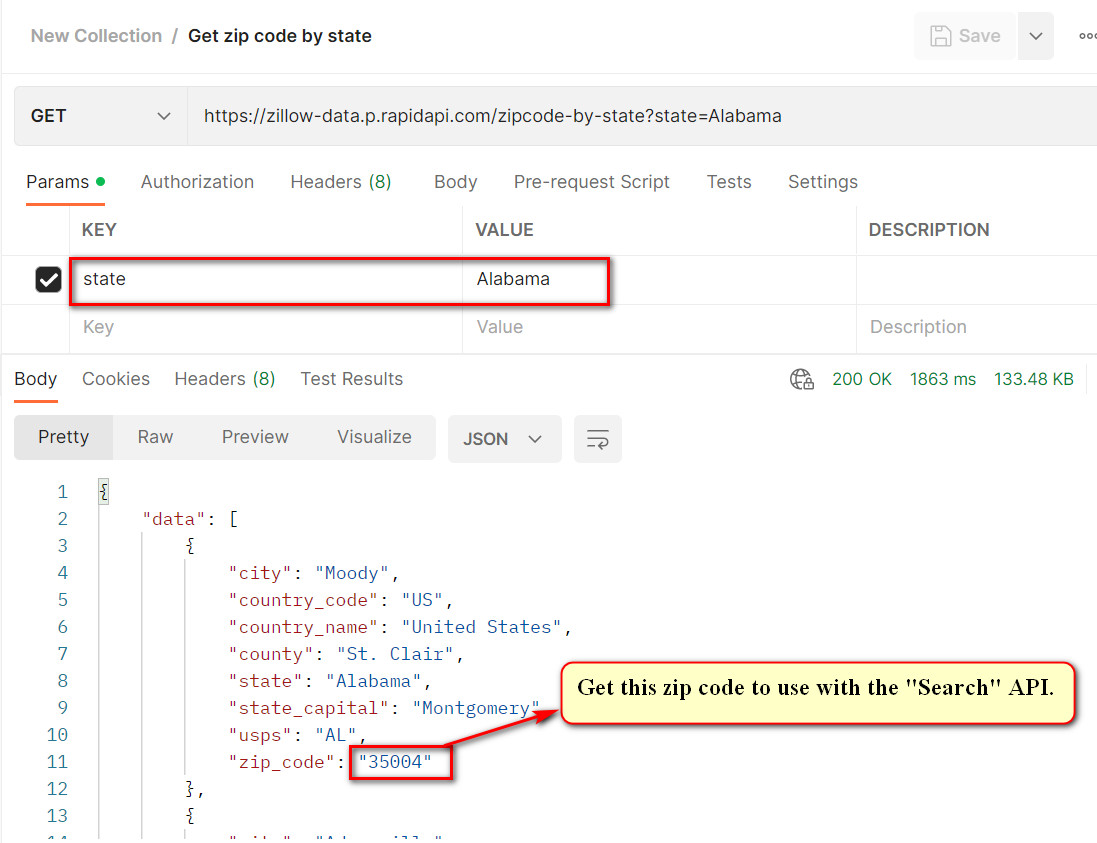 New Collection / Get zip code by state
Save
GET
https://zillow-data.p.rapidapi.com/zipcode-by-state?state=Alabama
Params Authorization Headers (8) Body Pre-request Script Tests Settings
KEY VALUE DESCRIPTION
state Alabama
Key Value Description
Body Cookies Headers (8) Test Results 200 OK 1863 ms 133.48 KB
Pretty Raw Preview Visualize JSON
1 {
2 "data": [
3 {
4 "city": "Moody",
5 "country_code": "US",
6 "country_name": "United States",
7 "county": "St. Clair",
8 "state": "Alabama",
9 "state_capital": "Montgomery"
10 "usps": "AL",
11 "zip_code": "35004"
12 },
13 {
Get this zip code to use with the "Search" API.